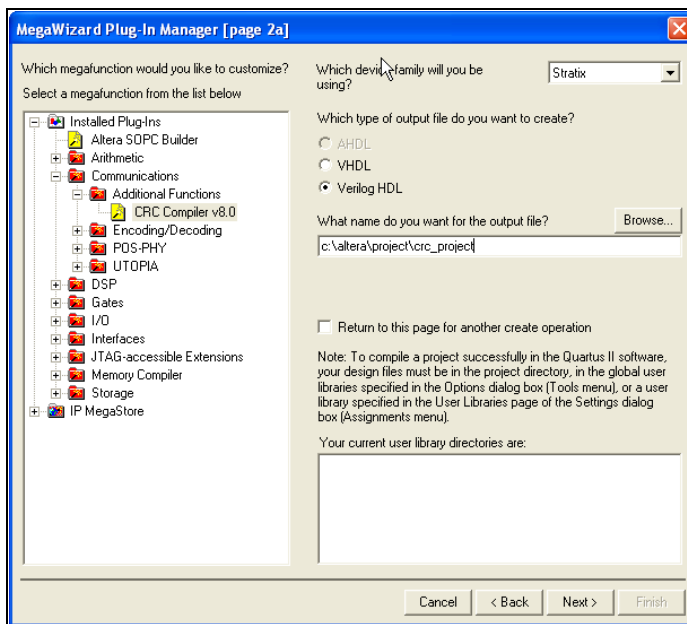 MegaWizard Plug-In Manager [page 2a]
Which megafunction would you like to customize?
Select a megafunction from the list below
Installed Plug-Ins
Altera SOPC Builder
Arithmetic
Communications
Additional Functions
CRC Compiler v8.0
Encoding/Decoding
POS-PHY
UTOPIA
DSP
Gates
I/O
Interfaces
JTAG-accessible Extensions
Memory Compiler
Storage
IP MegaStore
Which device family will you be
using?
Stratix
Which type of output file do you want to create?
AHDL
VHDL
Verilog HDL
What name do you want for the output file?
Browse...
c:\altera\project\crc_project
Return to this page for another create operation
Note: To compile a project successfully in the Quartus II software,
your design files must be in the project directory, in the global user
libraries specified in the Options dialog box (Tools menu), or a user
library specified in the User Libraries page of the Settings dialog
box (Assignments menu).
Your current user library directories are:
Cancel
< Back
Next >
Finish